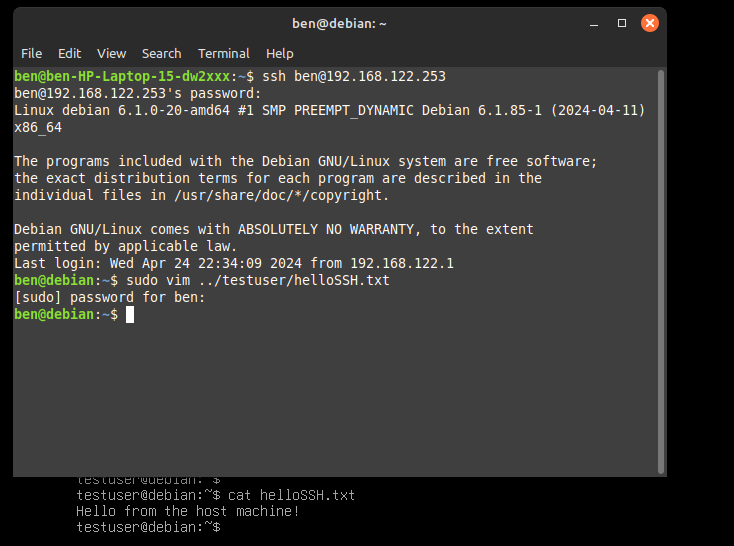 ben@debian: ~
File Edit View Search Terminal Help
ben@ben-HP-Laptop-15-dw2xxx:~$ ssh ben@192.168.122.253
ben@192.168.122.253's password:
Linux debian 6.1.0-20-amd64 #1 SMP PREEMPT_DYNAMIC Debian 6.1.85-1 (2024-04-11)
x86_64
The programs included with the Debian GNU/Linux system are free software;
the exact distribution terms for each program are described in the
individual files in /usr/share/doc/*/copyright.
Debian GNU/Linux comes with ABSOLUTELY NO WARRANTY, to the extent
permitted by applicable law.
Last login: Wed Apr 24 22:34:09 2024 from 192.168.122.1
ben@debian:~$ sudo vim ../testuser/helloSSH.txt
[sudo] password for ben:
ben@debian:~$
testuser@debian:~$
testuser@debian:~$ cat helloSSH.txt
Hello from the host machine!
testuser@debian:~$